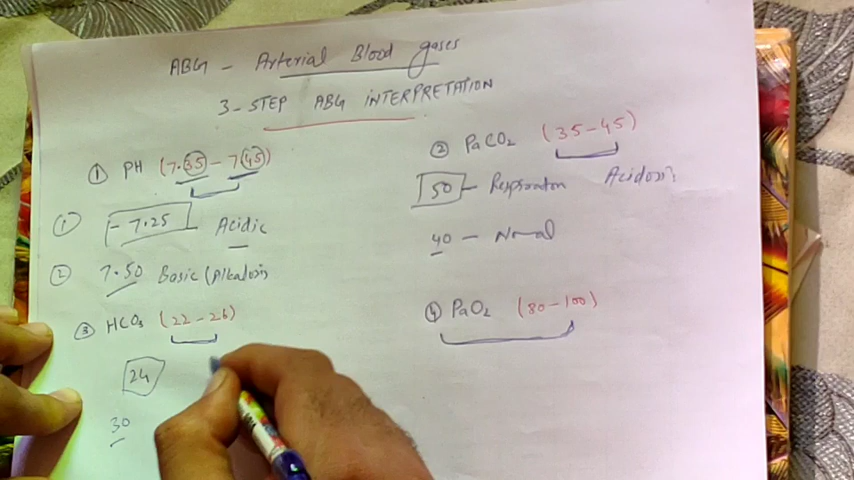 ABG - Arterial Blood gases
3-STEP ABG INTERPRETATION
① PH (7.35 - 7.45)
① - 7.25 - Acidic
② 7.50 Basic (Alkalosis
③ HCO3 (22 - 26)
24
30
② PaCO2 (35-45)
50 - Acidosis
40 - Normal
④ PaO2 (80-100)